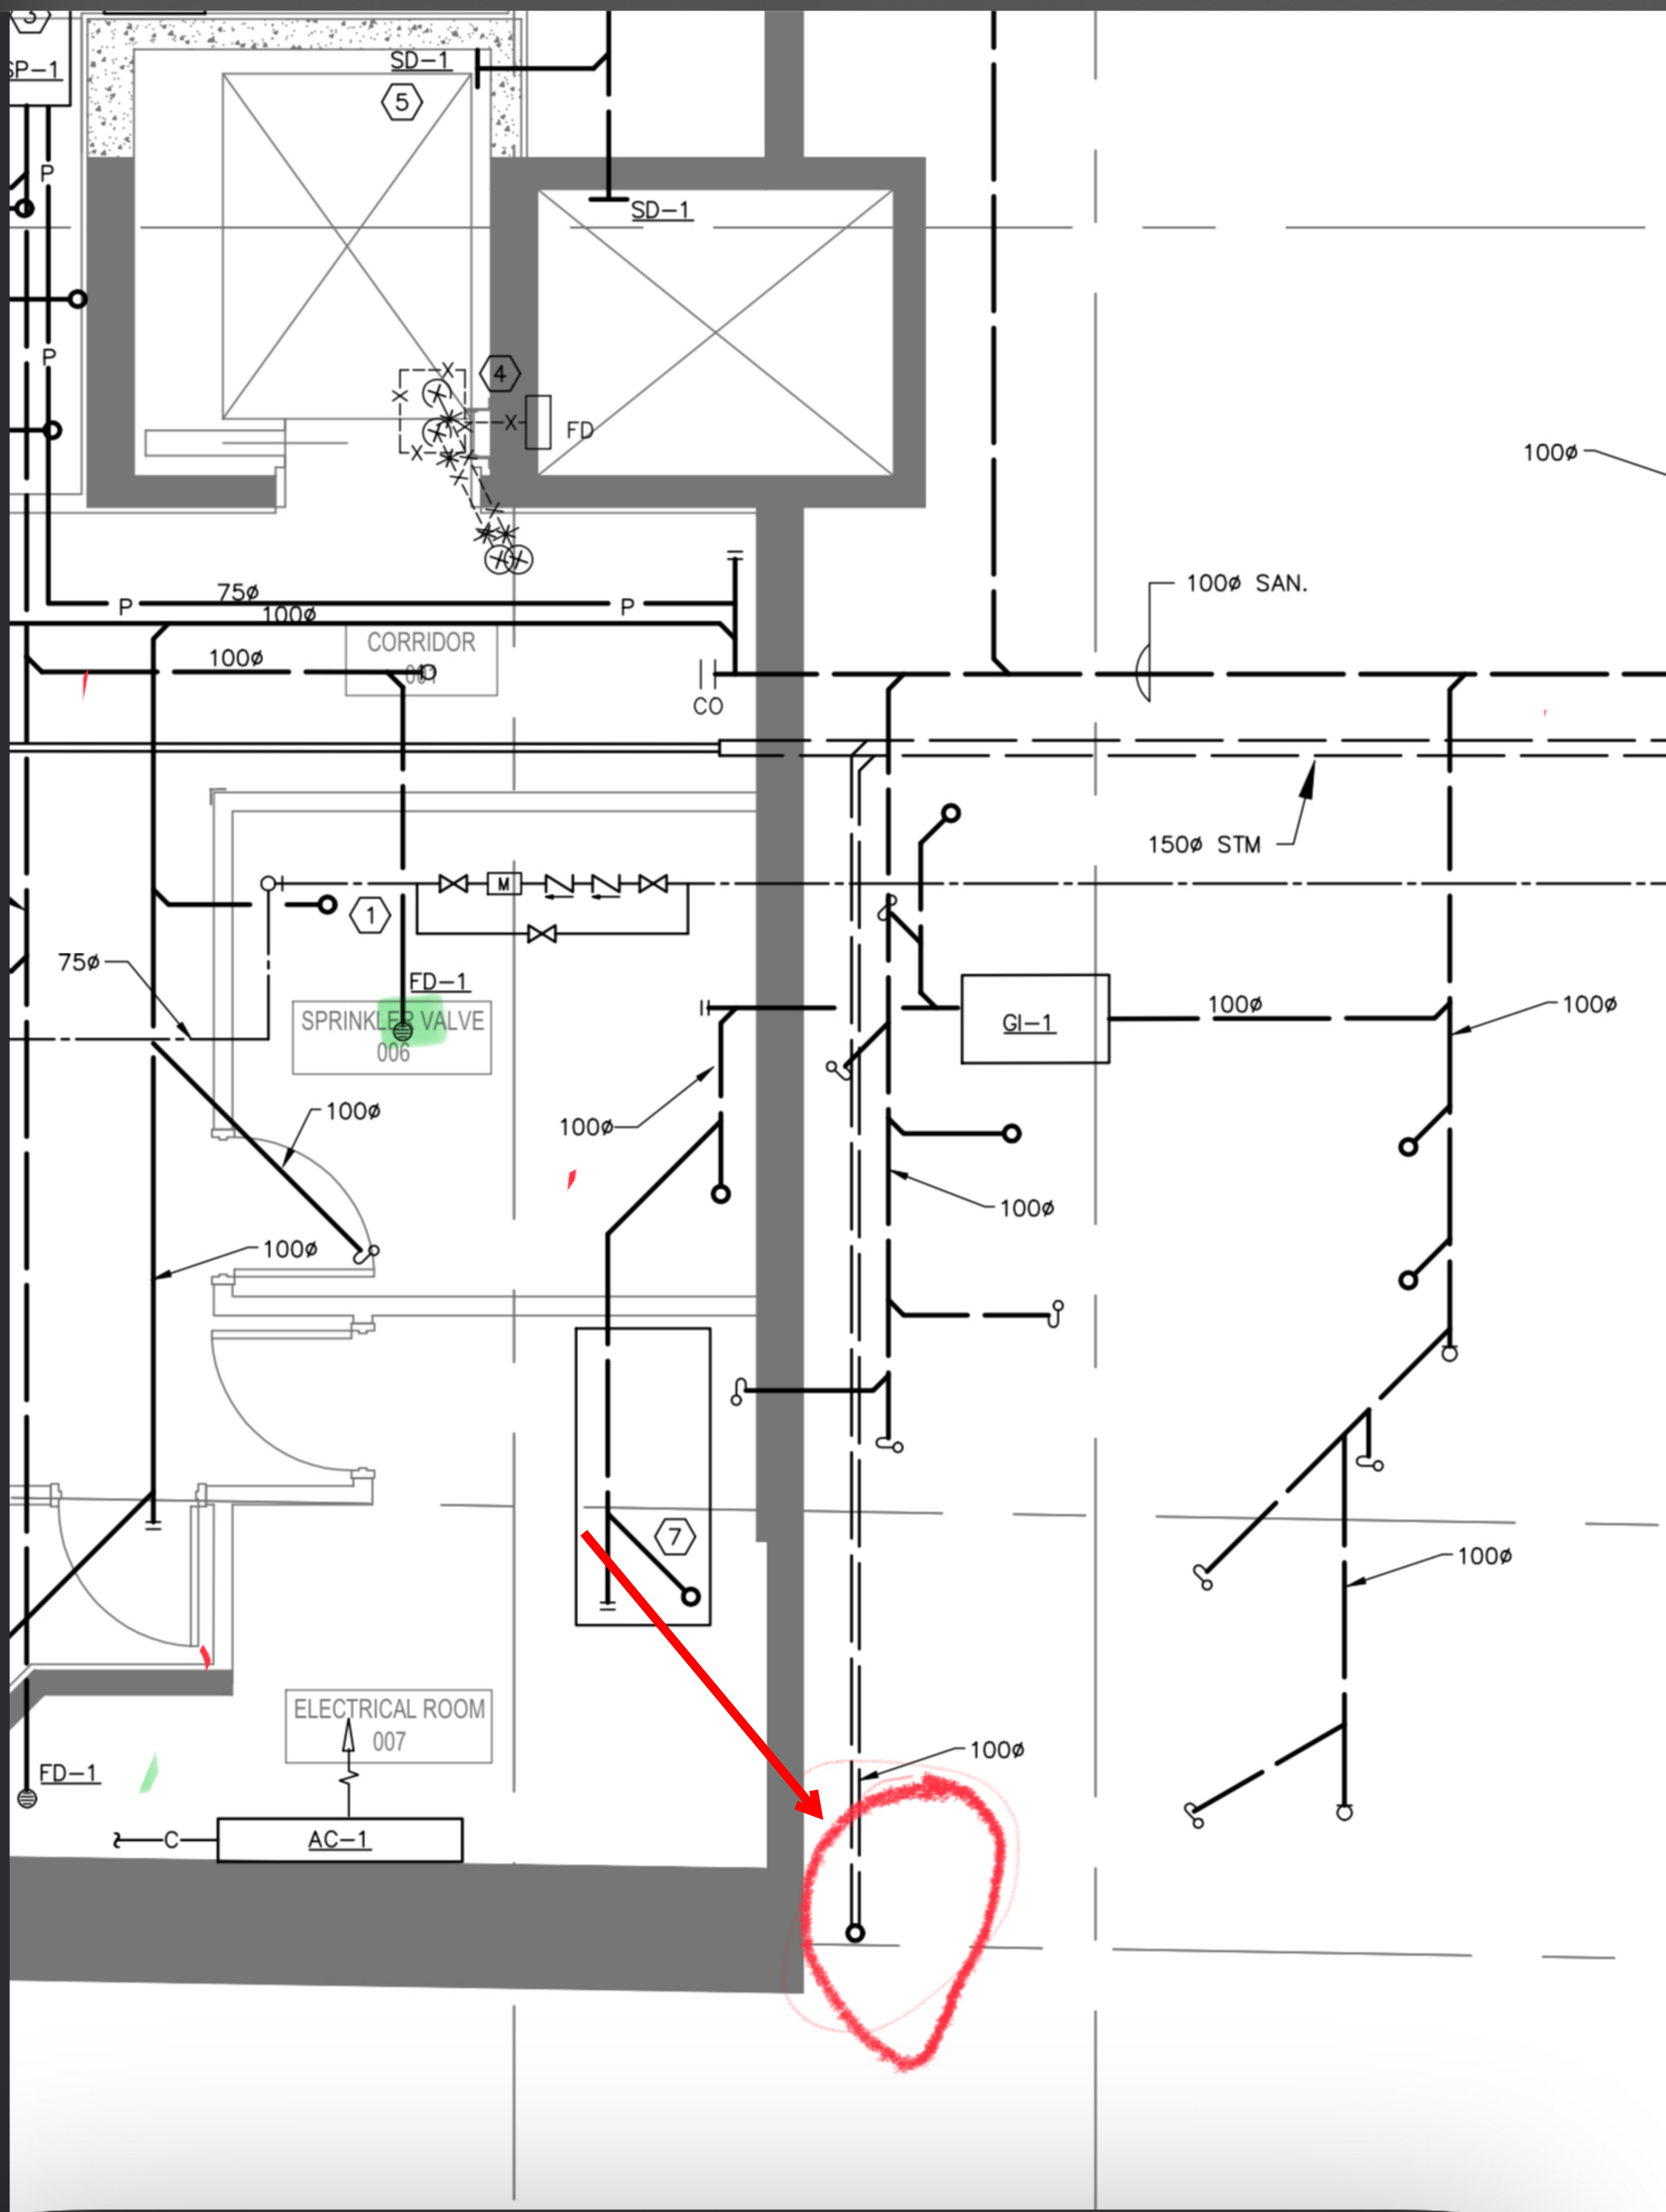 3
SP-1
SD-1
5
P
SD-1
P
4
FD
100ø
100ø SAN.
75ø
P
P
100ø
CORRIDOR
001
100ø
CO
150ø STM
M
1
75ø
FD-1
SPRINKLER VALVE
006
GI-1
100ø
100ø
100ø
100ø
100ø
100ø
7
100ø
ELECTRICAL ROOM
007
100ø
FD-1
C
AC-1